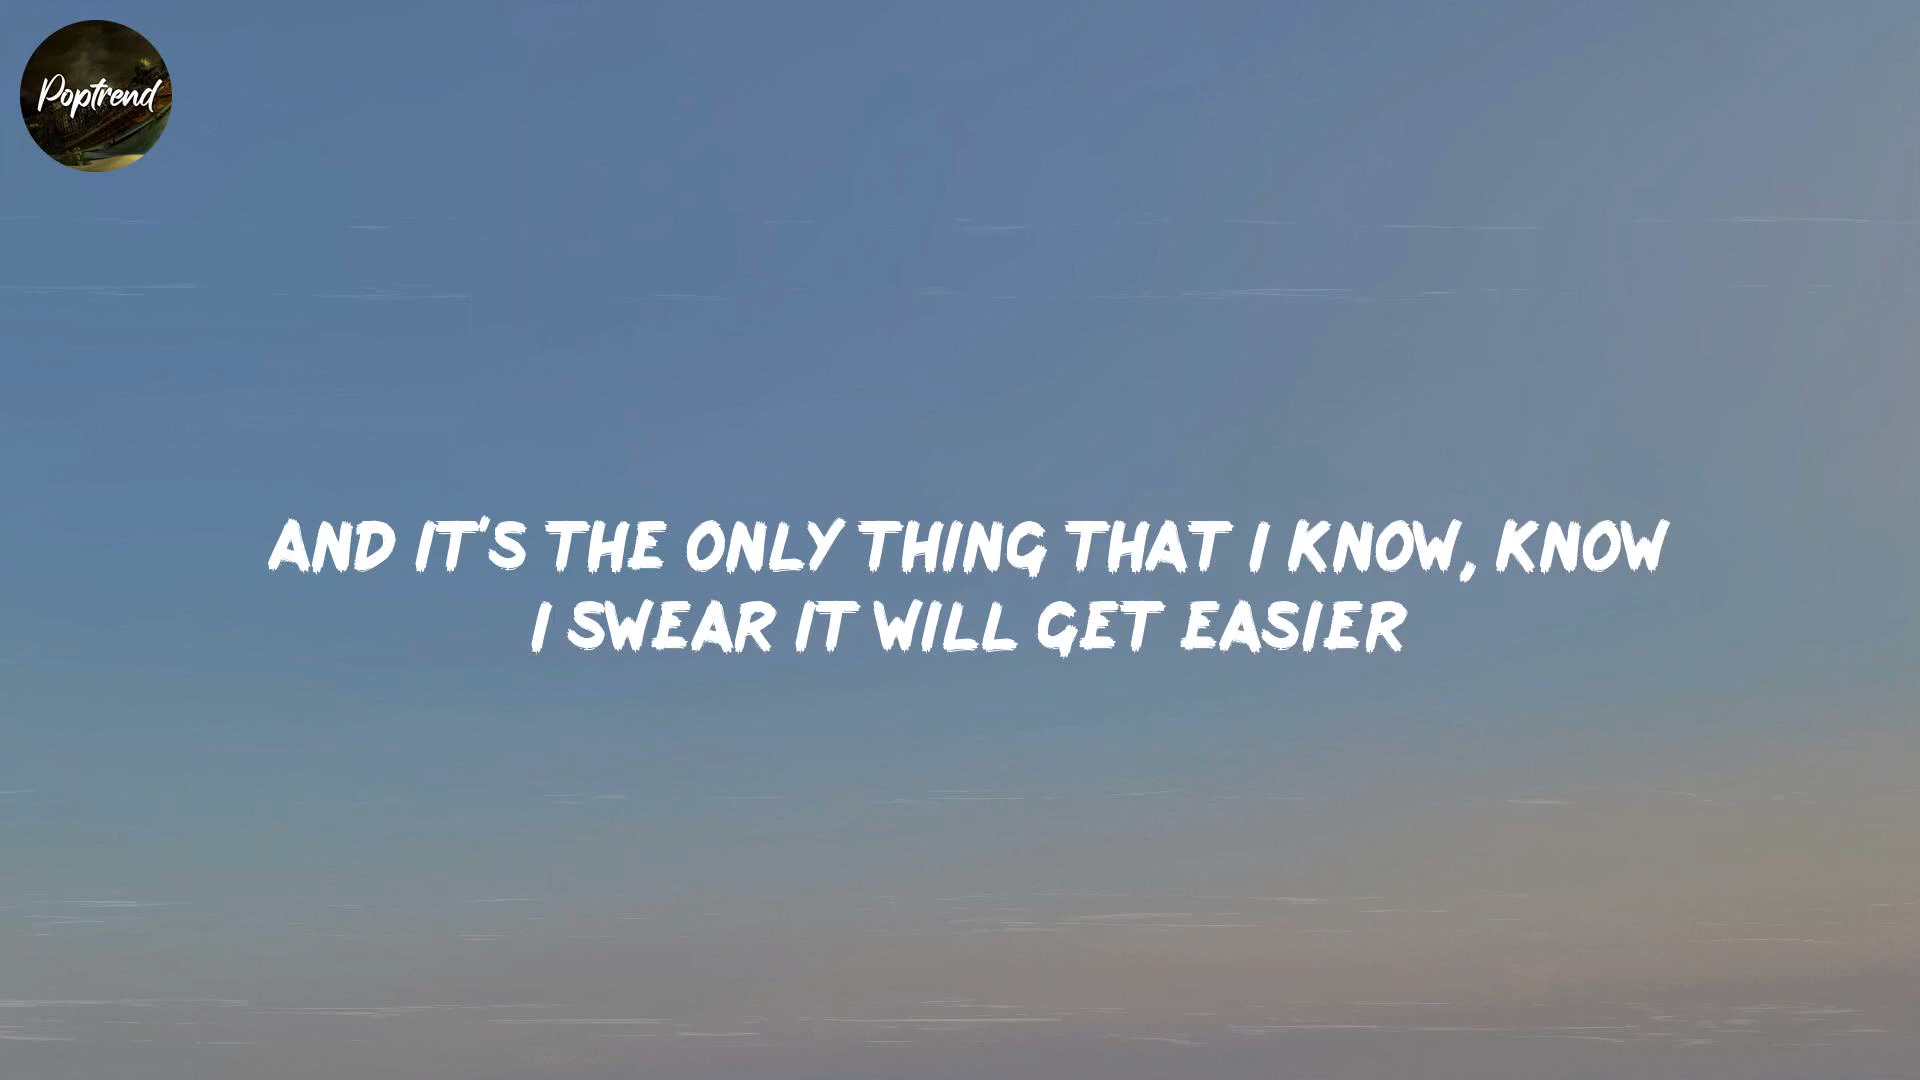 Poptrend
AND IT'S THE ONLY THING THAT I KNOW, KNOW
I SWEAR IT WILL GET EASIER